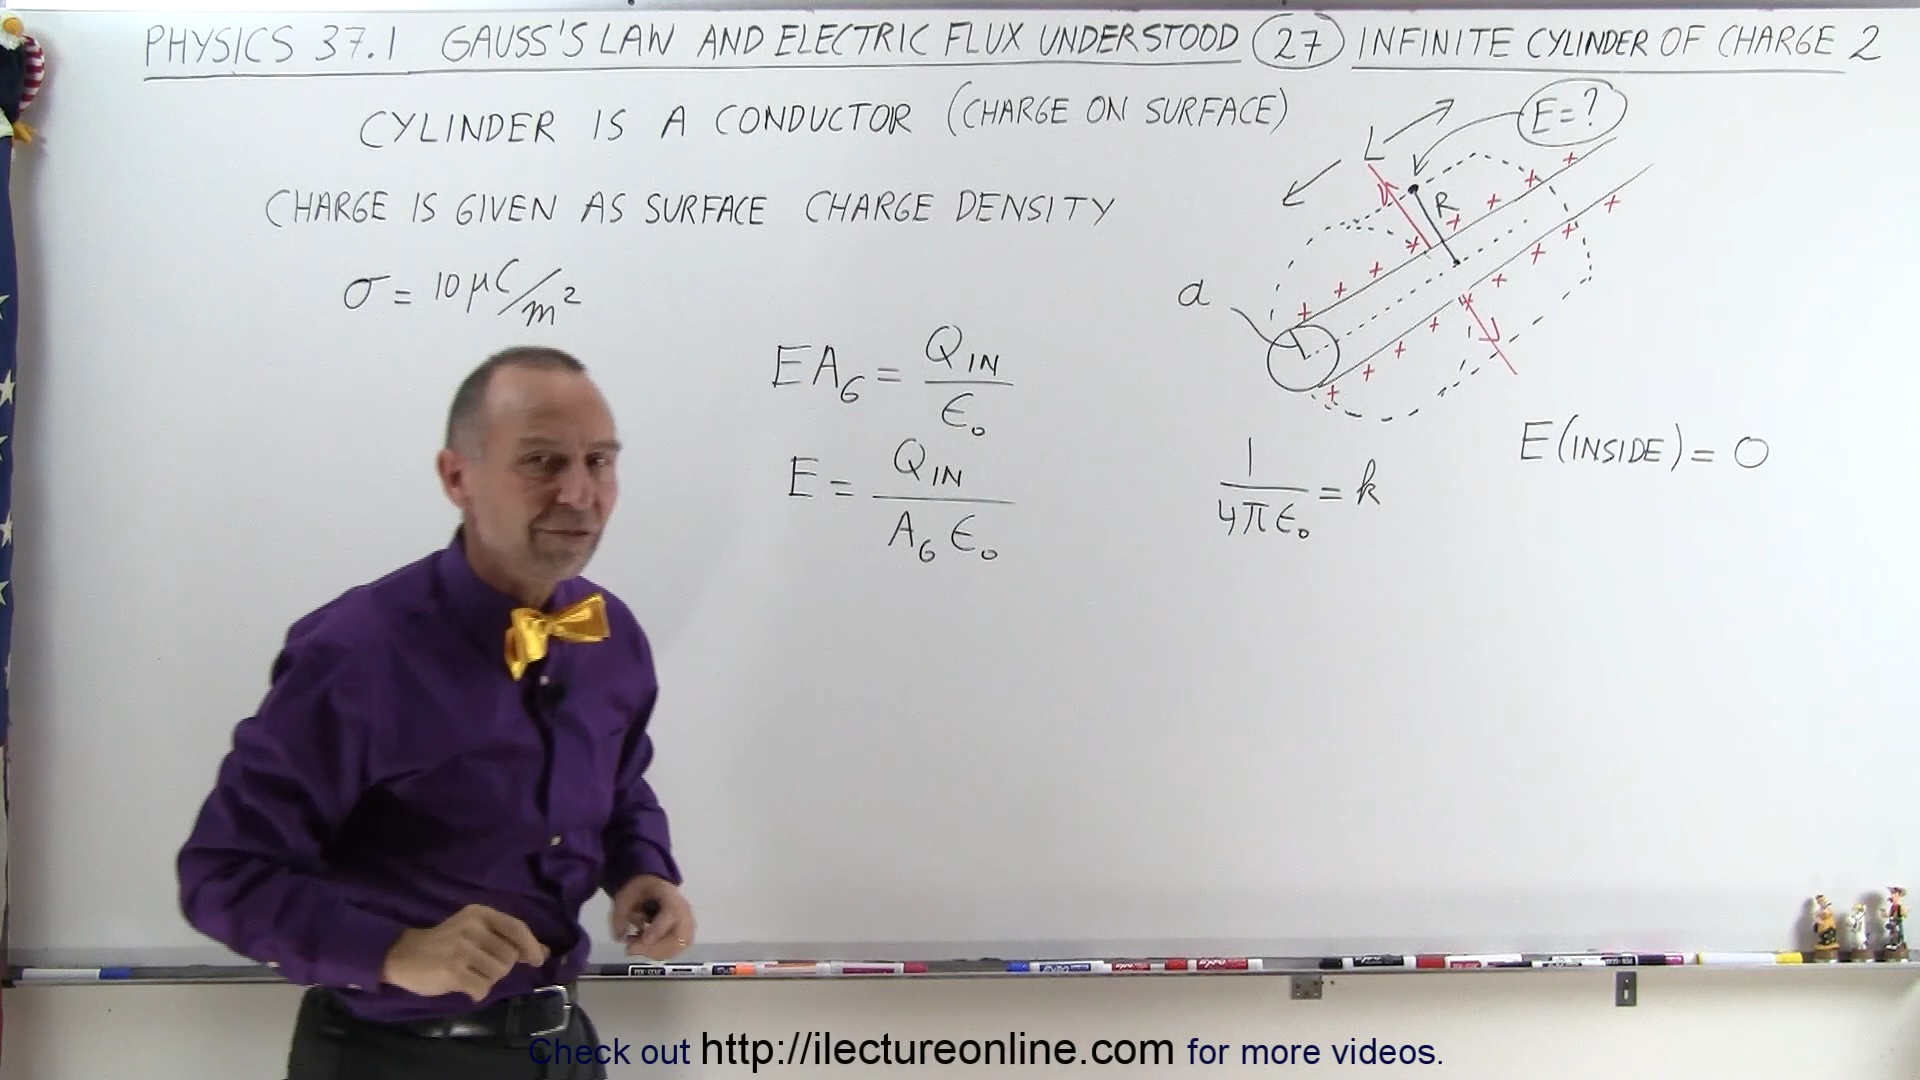 PHYSICS 37.1 GAUSS'S LAW AND ELECTRIC FLUX UNDERSTOOD 27 INFINITE CYLINDER OF CHARGE 2
CYLINDER IS A CONDUCTOR (CHARGE ON SURFACE)
E=?
L
CHARGE IS GIVEN AS SURFACE CHARGE DENSITY
R
σ = 10 μC/m²
a
EA_G = Q_IN / ϵ₀
E = Q_IN / A_G ϵ₀
1 / 4πϵ₀ = k
E(INSIDE) = 0
Check out http://ilectureonline.com for more videos.